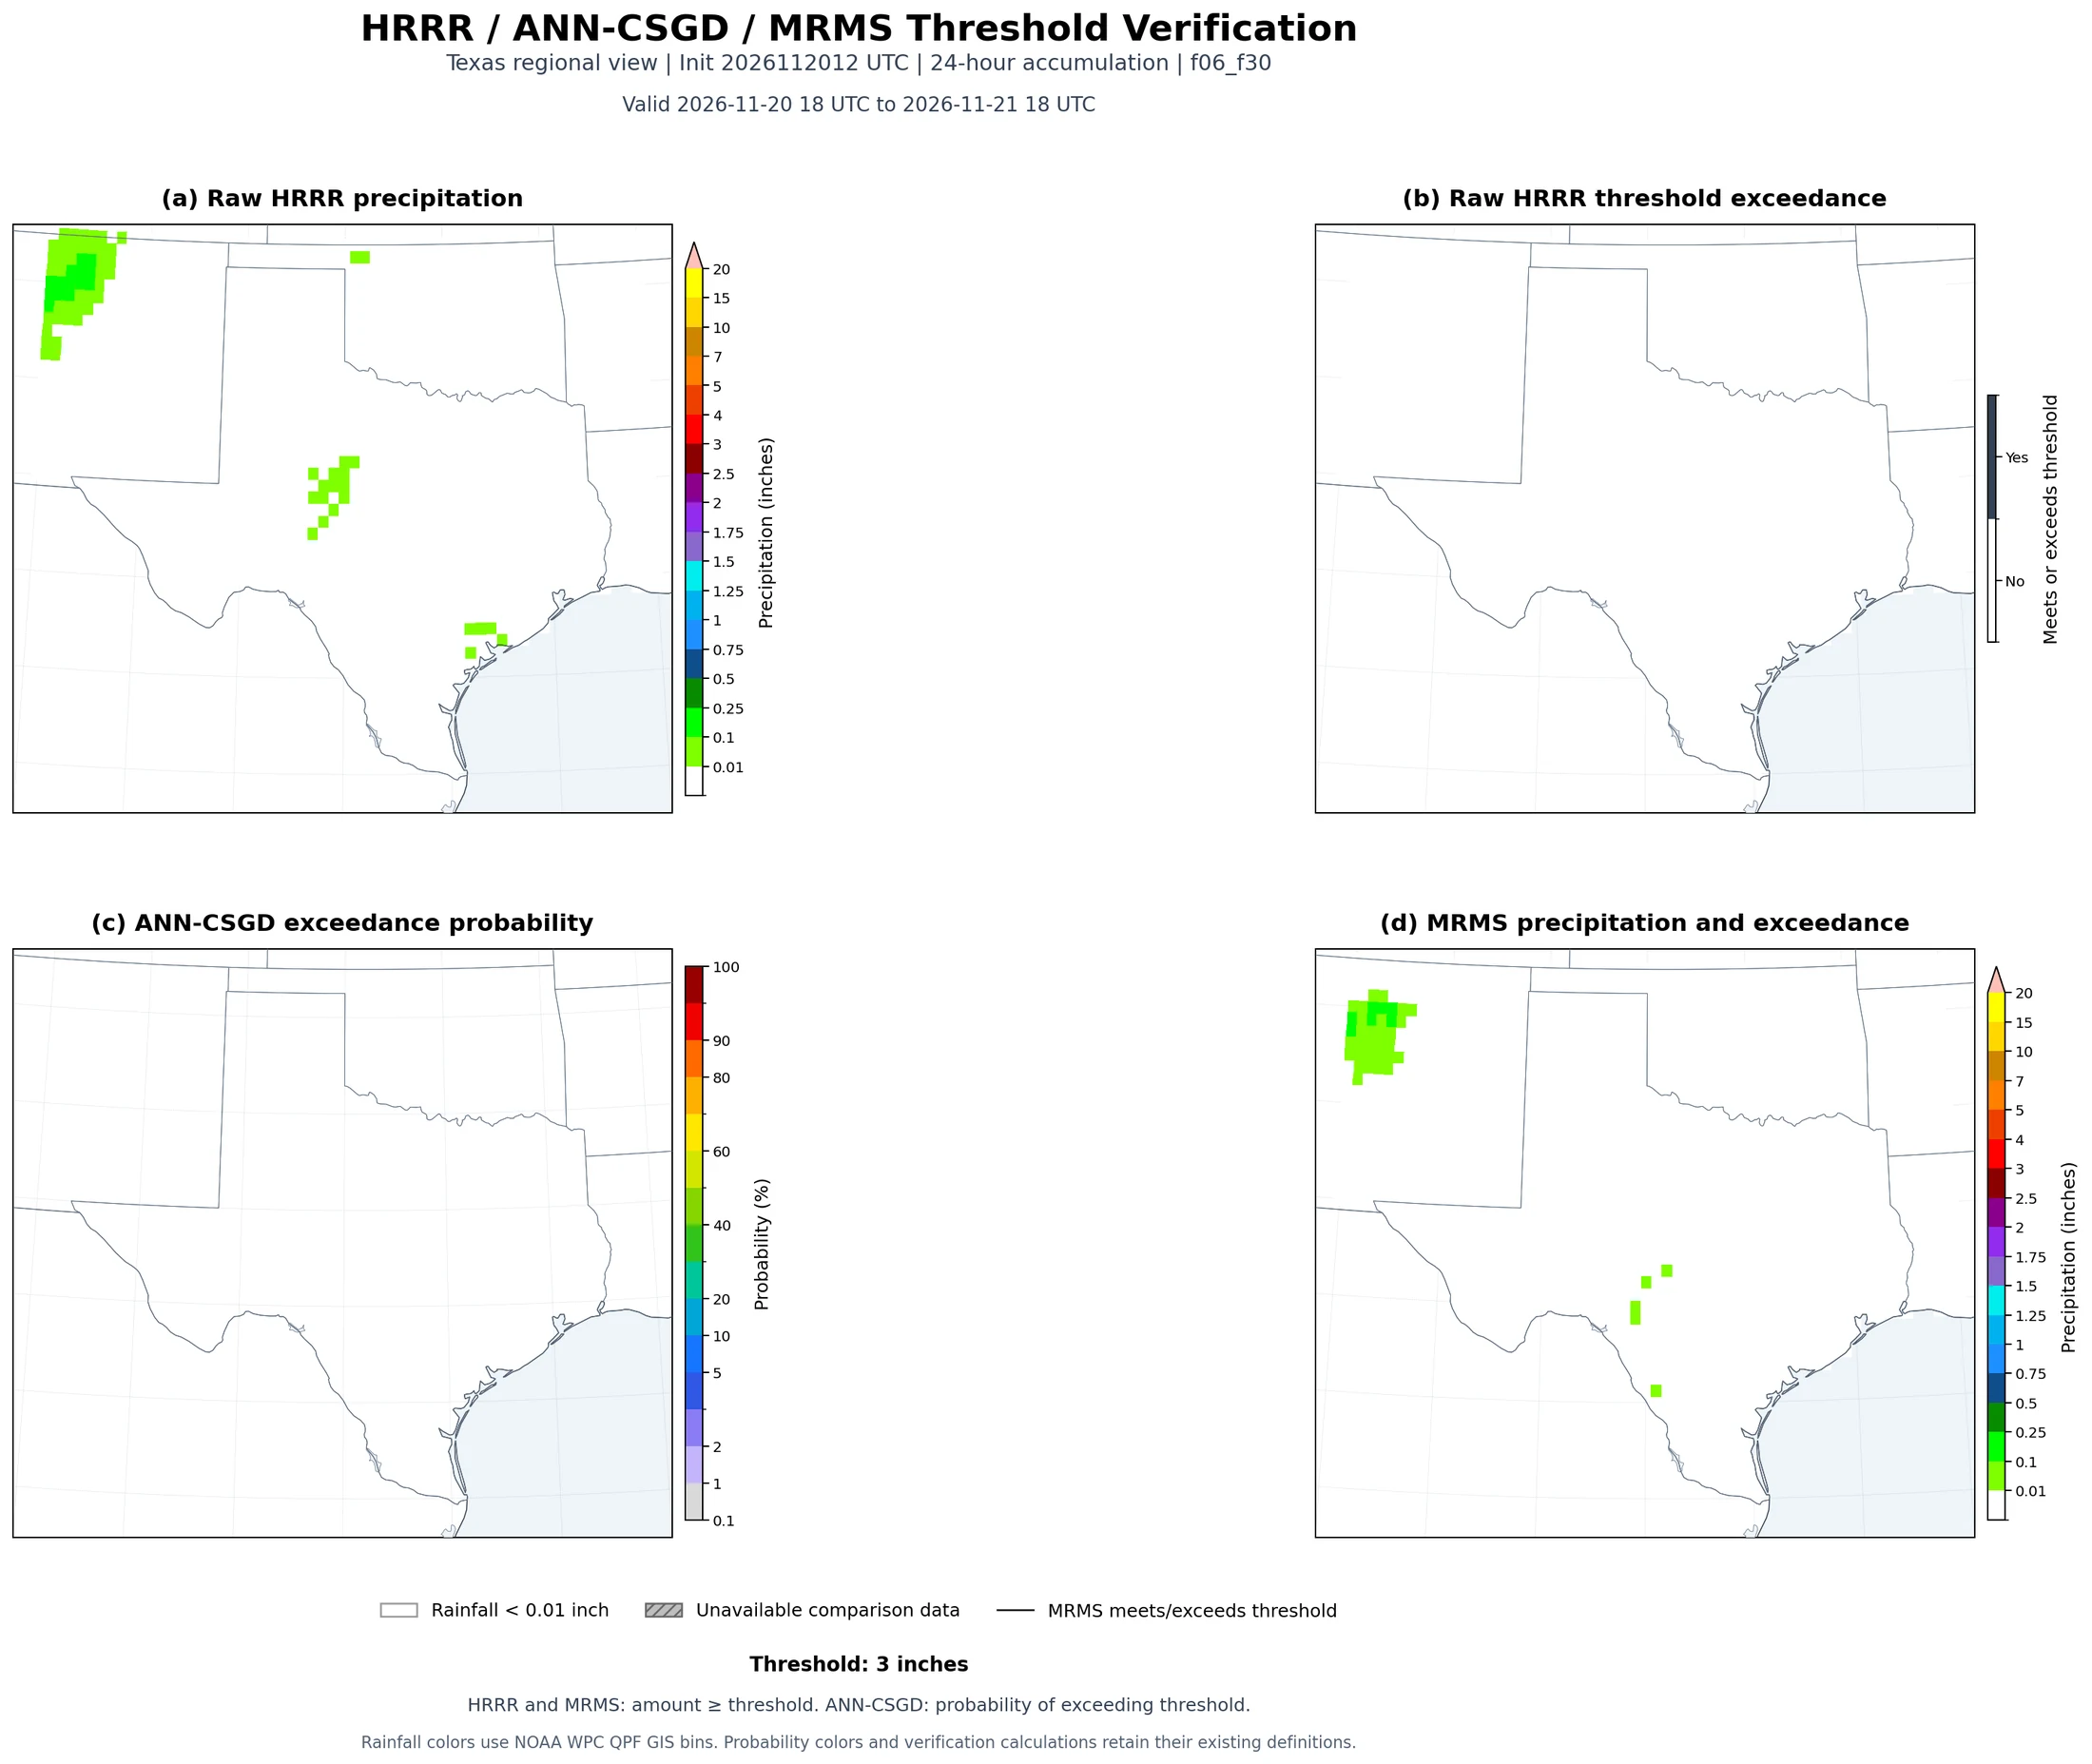 HRRR / ANN-CSGD / MRMS Threshold Verification
Texas regional view | Init 2026112012 UTC | 24-hour accumulation | f06_f30
Valid 2026-11-20 18 UTC to 2026-11-21 18 UTC
(a) Raw HRRR precipitation
20
15
10
7
5
4
3
2.5
2
1.75
1.5
1.25
1
0.75
0.5
0.25
0.1
0.01
Precipitation (inches)
(b) Raw HRRR threshold exceedance
Yes
No
Meets or exceeds threshold
(c) ANN-CSGD exceedance probability
100
90
80
60
40
20
10
5
2
1
0.1
Probability (%)
(d) MRMS precipitation and exceedance
20
15
10
7
5
4
3
2.5
2
1.75
1.5
1.25
1
0.75
0.5
0.25
0.1
0.01
Precipitation (inches)
Rainfall < 0.01 inch
Unavailable comparison data
MRMS meets/exceeds threshold
Threshold: 3 inches
HRRR and MRMS: amount ≥ threshold. ANN-CSGD: probability of exceeding threshold.
Rainfall colors use NOAA WPC QPF GIS bins. Probability colors and verification calculations retain their existing definitions.